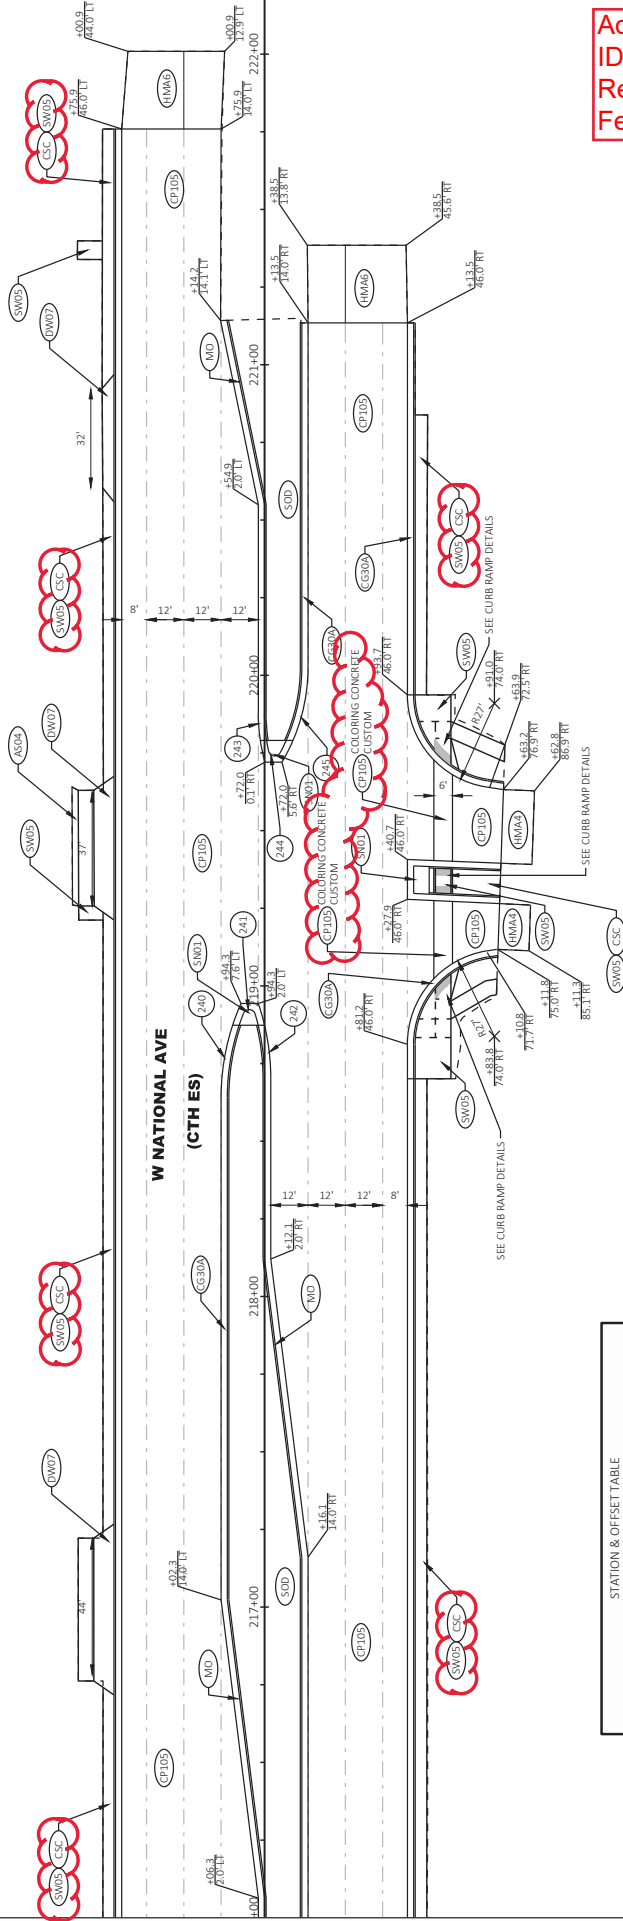 +00.9
44.0' LT
+00.9
12.9' LT
222+00
HMA6
+75.9
46.0' LT
+75.9
14.0' LT
CSC
SW05
CP105
SW05
DW07
32'
+14.2
14.1' LT
MO
221+00
+54.9
2.0' LT
+38.5
13.8' RT
+38.5
45.6' RT
+13.5
14.0' RT
+13.5
46.0' RT
HMA6
CP105
SOD
CG30A
CSC
SW05
SEE CURB RAMP DETAILS
SW05
CSC
8'
12'
12'
12'
220+00
CG30A
COLORING CONCRETE
CUSTOM
CP105
+93.7
46.0' RT
SW05
+91.0
74.0' RT
R27'
+63.9
72.5' RT
+63.2
76.9' RT
+62.8
86.9' RT
AS04
SW05
DW07
37'
243
244
245
SN01
+72.0
0.1' RT
+72.0
5.6' RT
CP105
COLORING CONCRETE
CUSTOM
CP105
SN01
+40.7
46.0' RT
6'
CP105
HMA4
SEE CURB RAMP DETAILS
+27.9
46.0' RT
CG30A
CP105
HMA4
SW05
SW05
CSC
+11.8
75.0' RT
+11.3
85.1' RT
+10.8
71.7' RT
R27'
+83.8
74.0' RT
+81.2
46.0' RT
SW05
SEE CURB RAMP DETAILS
241
SN01
240
+94.3
7.6' LT
219+00
+94.3
2.0' LT
242
W NATIONAL AVE
(CTH ES)
12'
12'
12'
8'
SW05
CSC
CG30A
218+00
+12.1
2.0' RT
MO
DW07
44'
+02.3
14.0' LT
217+00
+16.1
14.0' RT
SOD
MO
CP105
CP105
SW05
CSC
SW05
CSC
+06.3
2.0' LT
+00
STATION & OFFSET TABLE